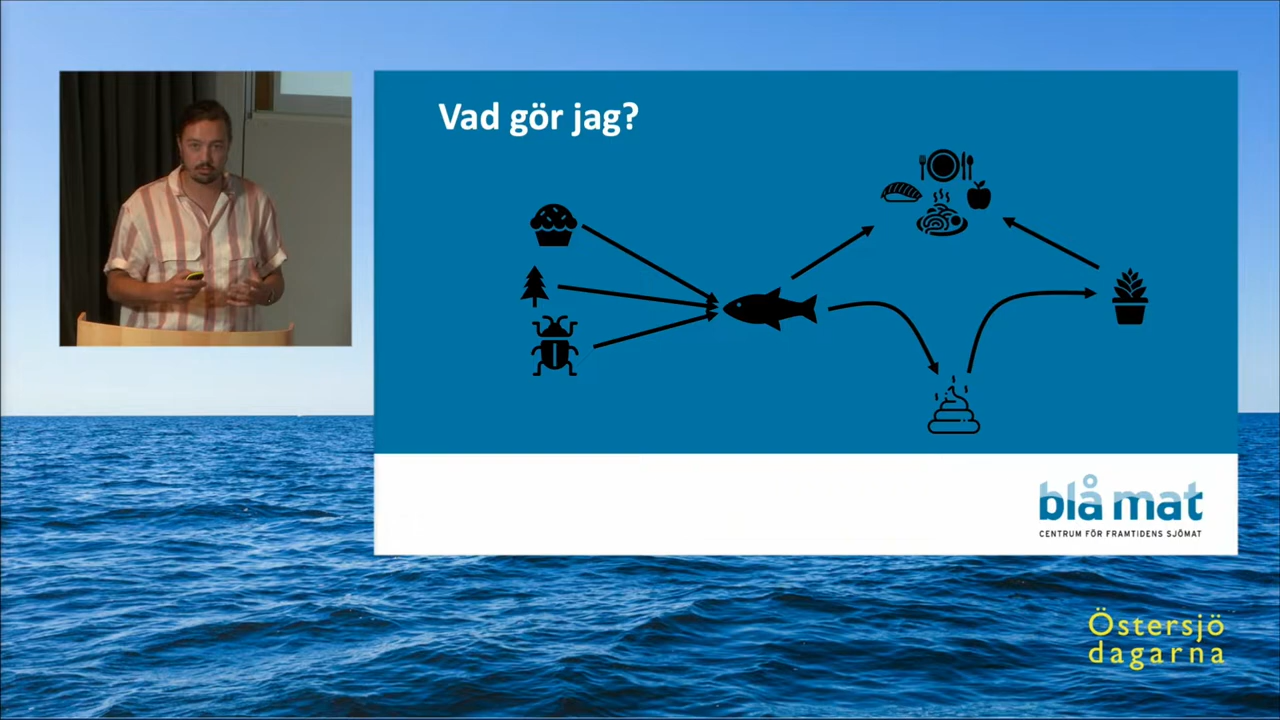 Vad gör jag?
blå mat
CENTRUM FÖR FRAMTIDENS SJÖMAT
Östersjö
dagarna